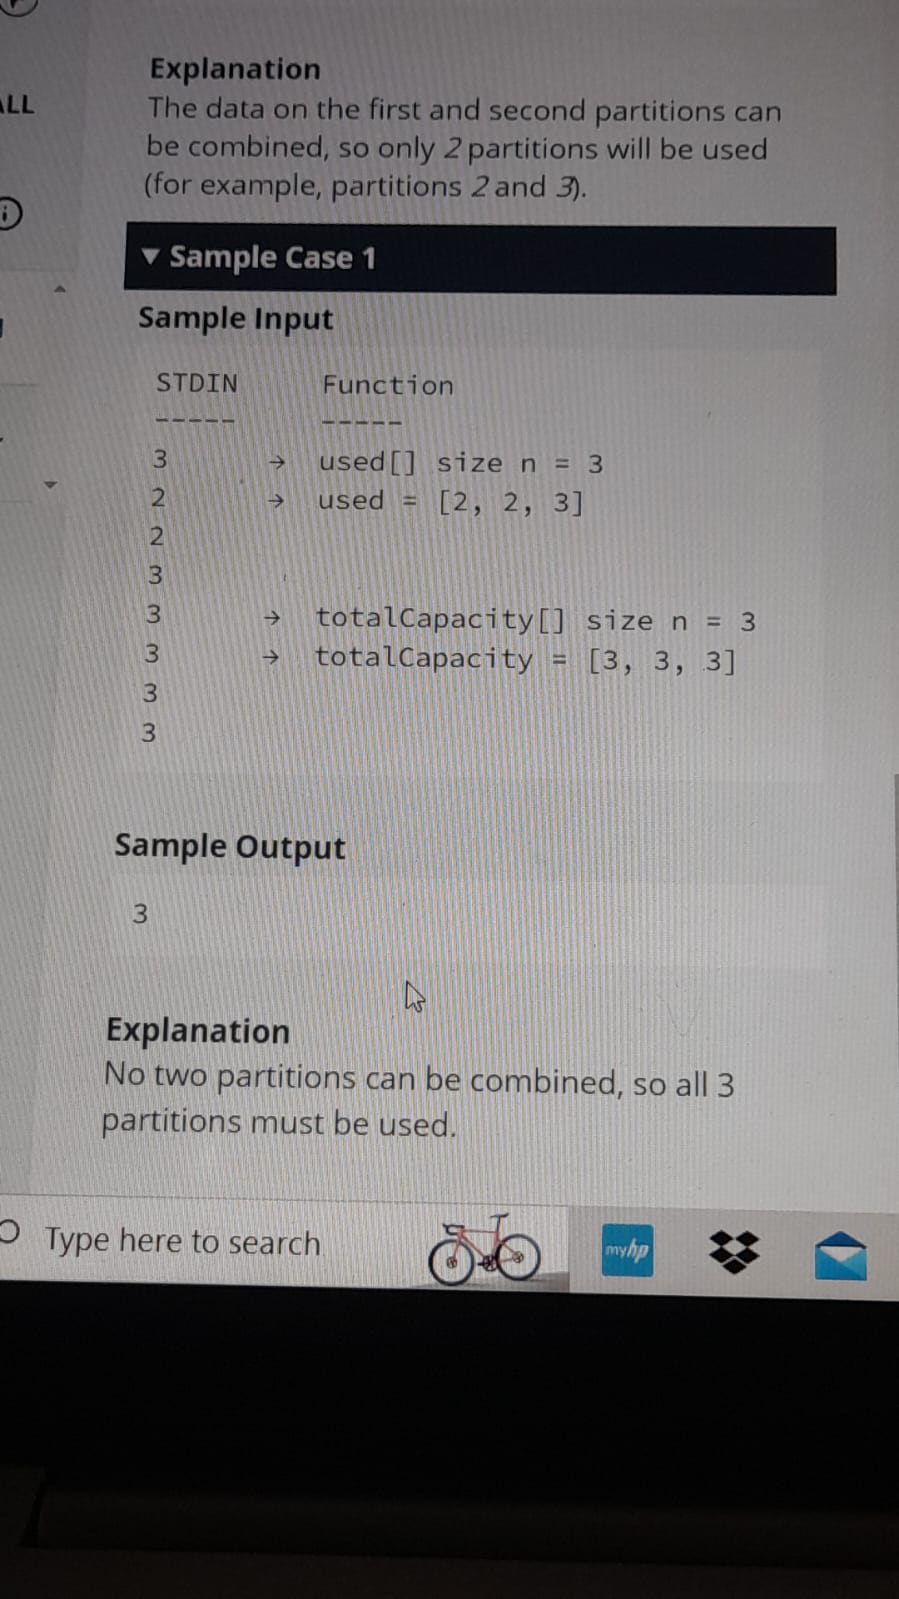 Explanation
ALL
The data on the first and second partitions can
be combined, so only 2 partitions will be used
(for example, partitions 2 and 3).
i
▼ Sample Case 1
Sample Input
STDIN Function
----- -----
3 → used[] size n = 3
2 → used = [2, 2, 3]
2
3
3 → totalCapacity[] size n = 3
3 → totalCapacity = [3, 3, 3]
3
3
Sample Output
3
Explanation
No two partitions can be combined, so all 3
partitions must be used.
Type here to search
myhp